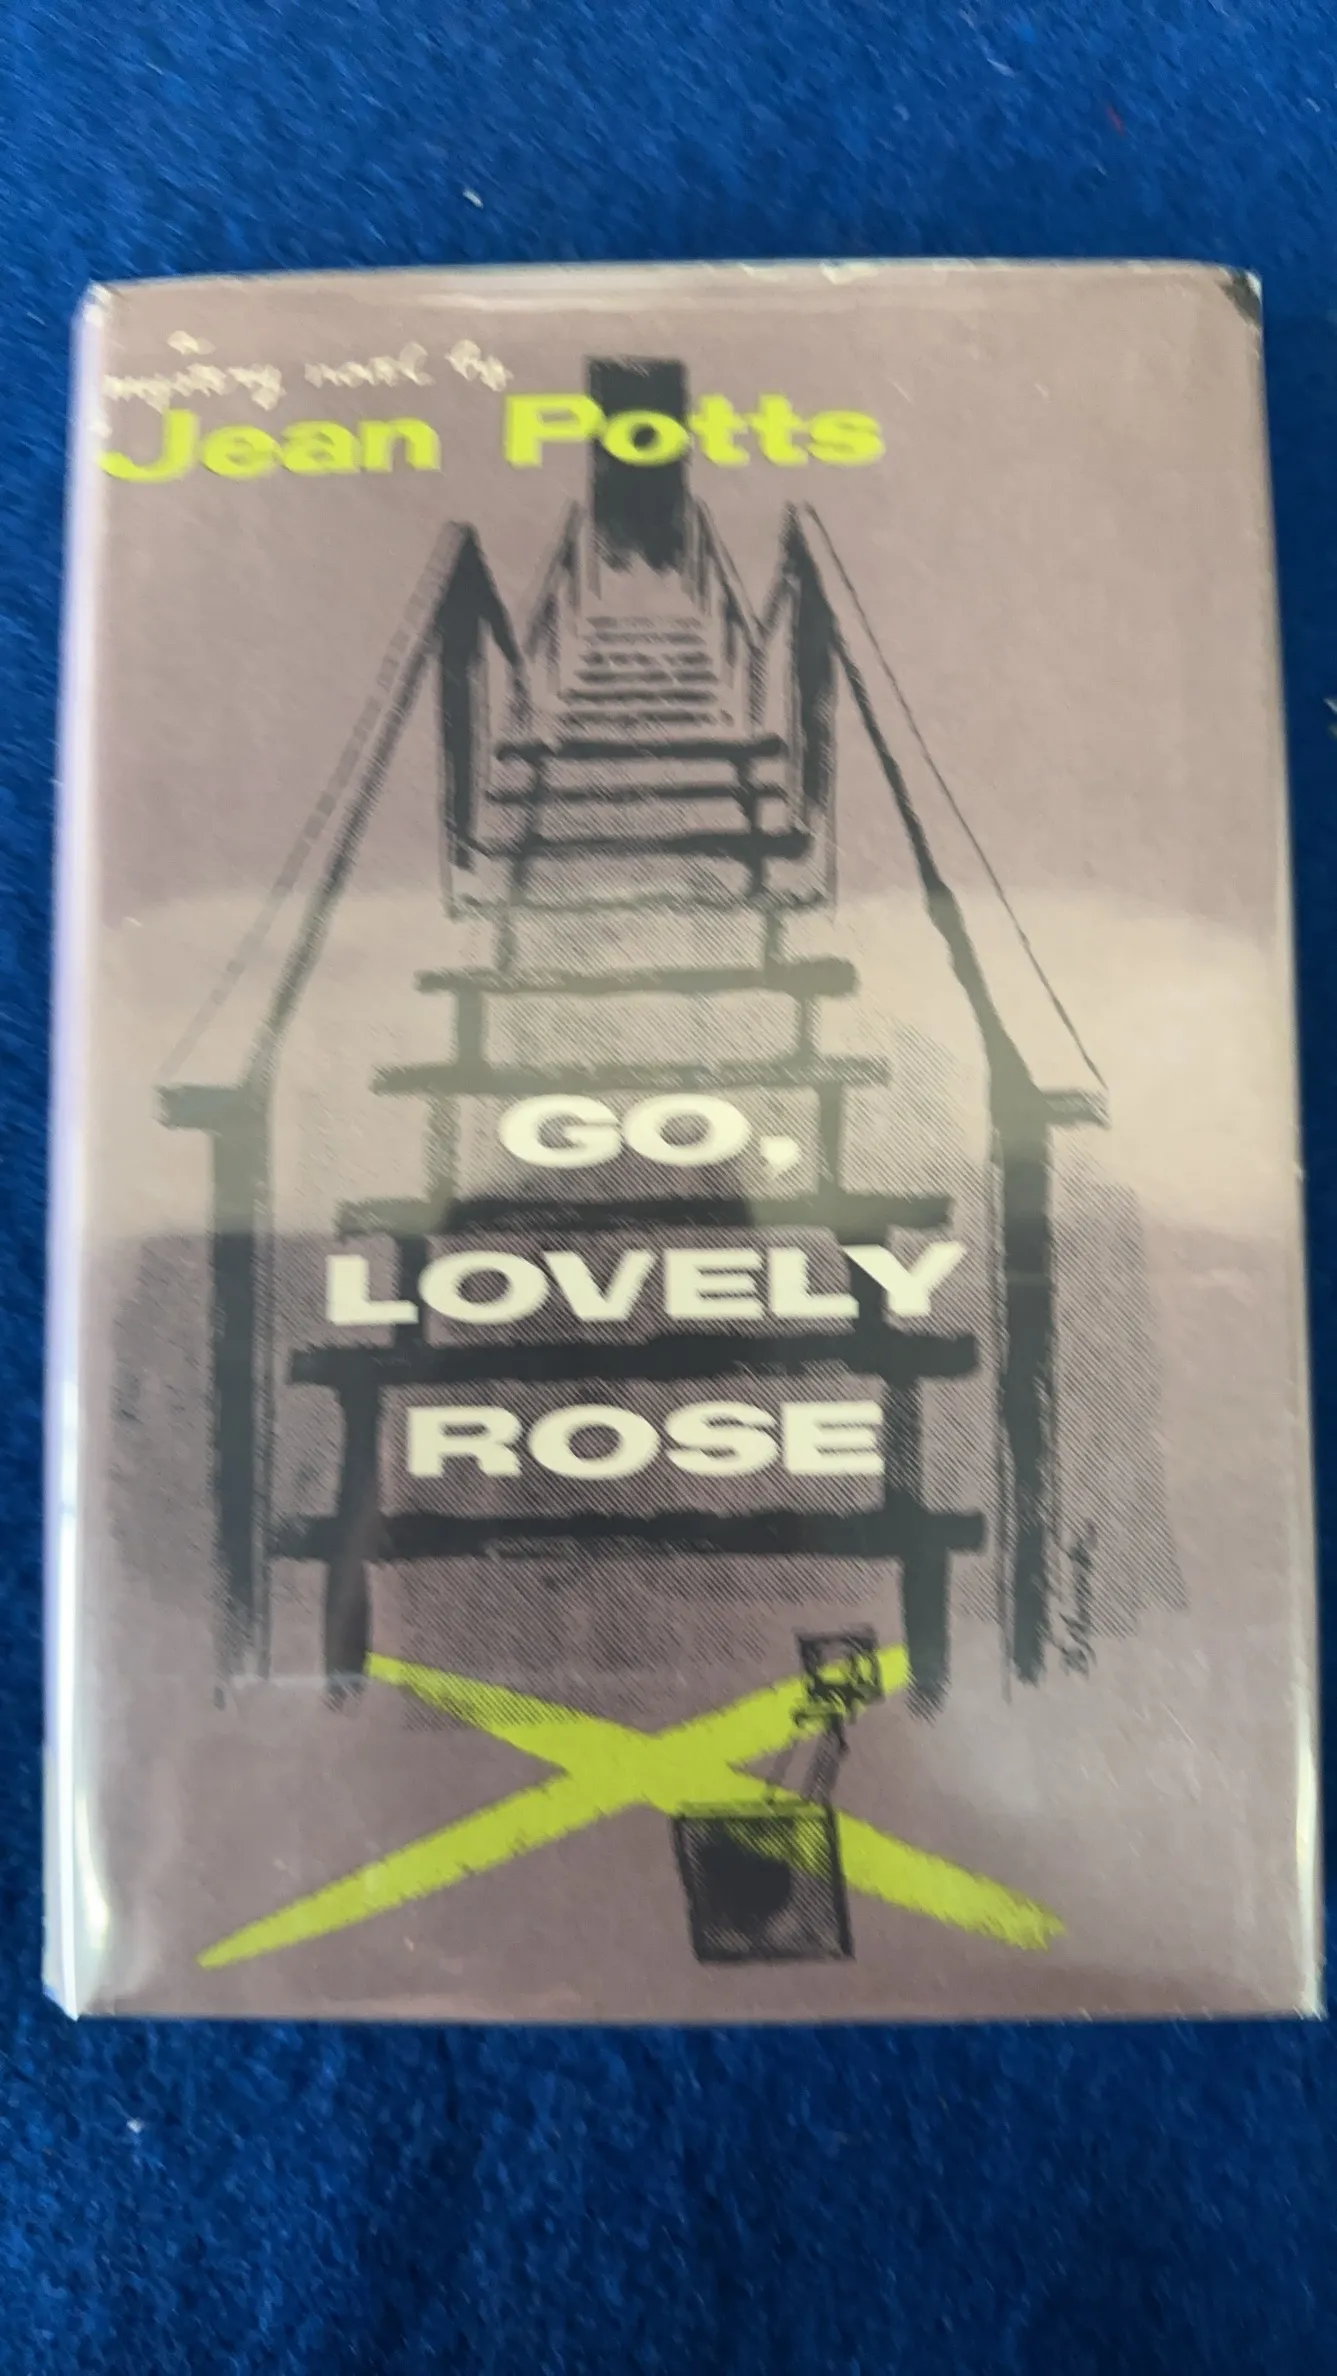 a
mystery novel by
Jean Potts
GO,
LOVELY
ROSE